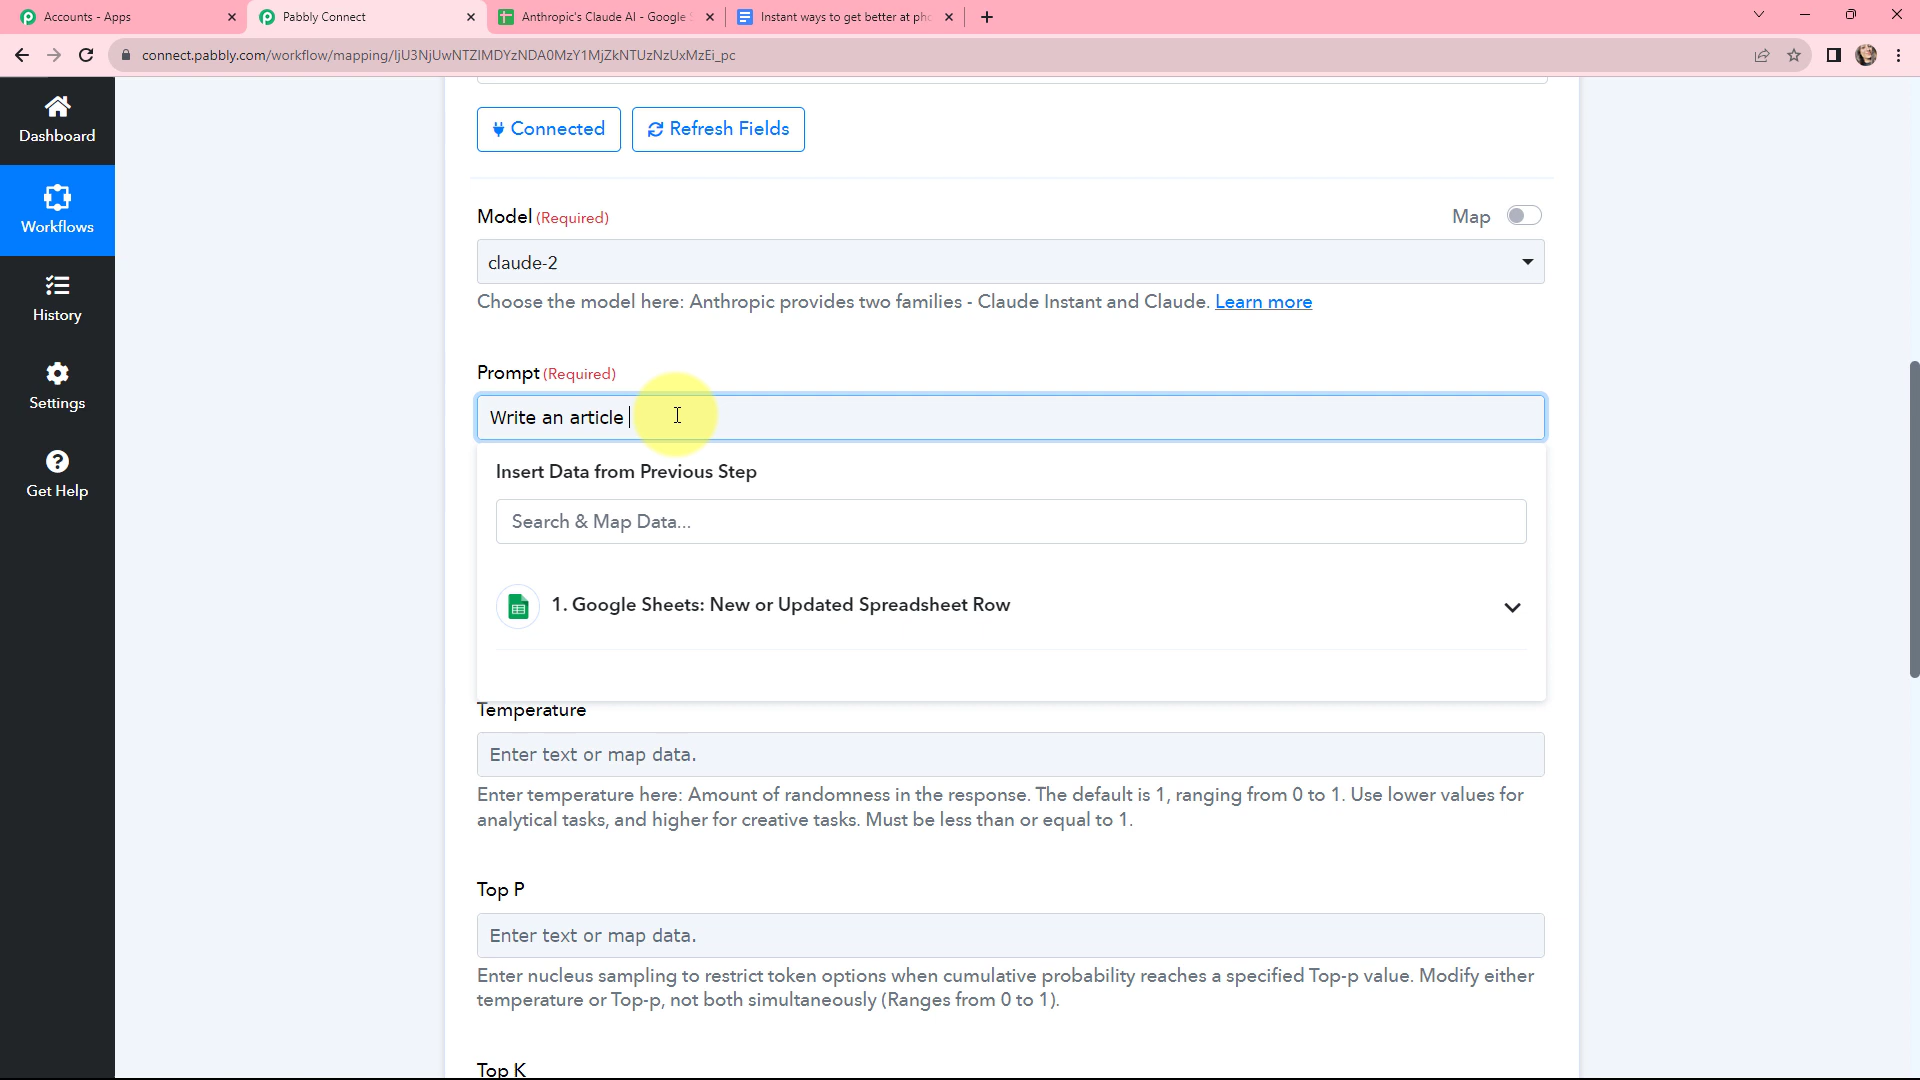 Accounts - Apps
Pabbly Connect
Anthropic's Claude AI - Google
Instant ways to get better at pho
connect.pabbly.com/workflow/mapping/IjU3NjUwNTZlMDYzNDA0MzY1MjZkNTUzNzUxMzEi_pc
Dashboard
Workflows
History
Settings
Get Help
Connected
Refresh Fields
Model (Required)
Map
claude-2
Choose the model here: Anthropic provides two families - Claude Instant and Claude. Learn more
Prompt (Required)
Write an article
Insert Data from Previous Step
Search & Map Data...
1. Google Sheets: New or Updated Spreadsheet Row
Temperature
Enter text or map data.
Enter temperature here: Amount of randomness in the response. The default is 1, ranging from 0 to 1. Use lower values for
analytical tasks, and higher for creative tasks. Must be less than or equal to 1.
Top P
Enter text or map data.
Enter nucleus sampling to restrict token options when cumulative probability reaches a specified Top-p value. Modify either
temperature or Top-p, not both simultaneously (Ranges from 0 to 1).
Top K